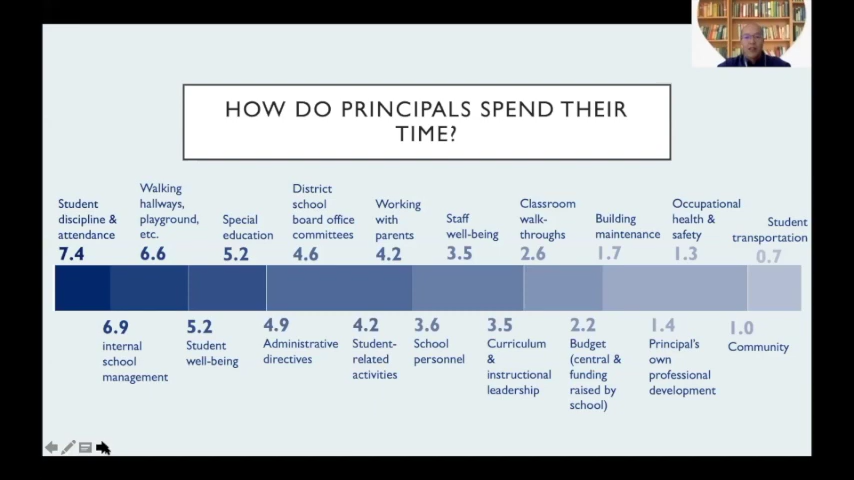 HOW DO PRINCIPALS SPEND THEIR
TIME?
Student
discipline &
attendance
7.4
Walking
hallways,
playground,
etc.
6.6
Special
education
5.2
District
school
board office
committees
4.6
Working
with
parents
4.2
Staff
well-being
3.5
Classroom
walk-
throughs
2.6
Building
maintenance
1.7
Occupational
health &
safety
1.3
Student
transportation
0.7
6.9
internal
school
management
5.2
Student
well-being
4.9
Administrative
directives
4.2
Student-
related
activities
3.6
School
personnel
3.5
Curriculum
&
instructional
leadership
2.2
Budget
(central &
funding
raised by
school)
1.4
Principal's
own
professional
development
1.0
Community